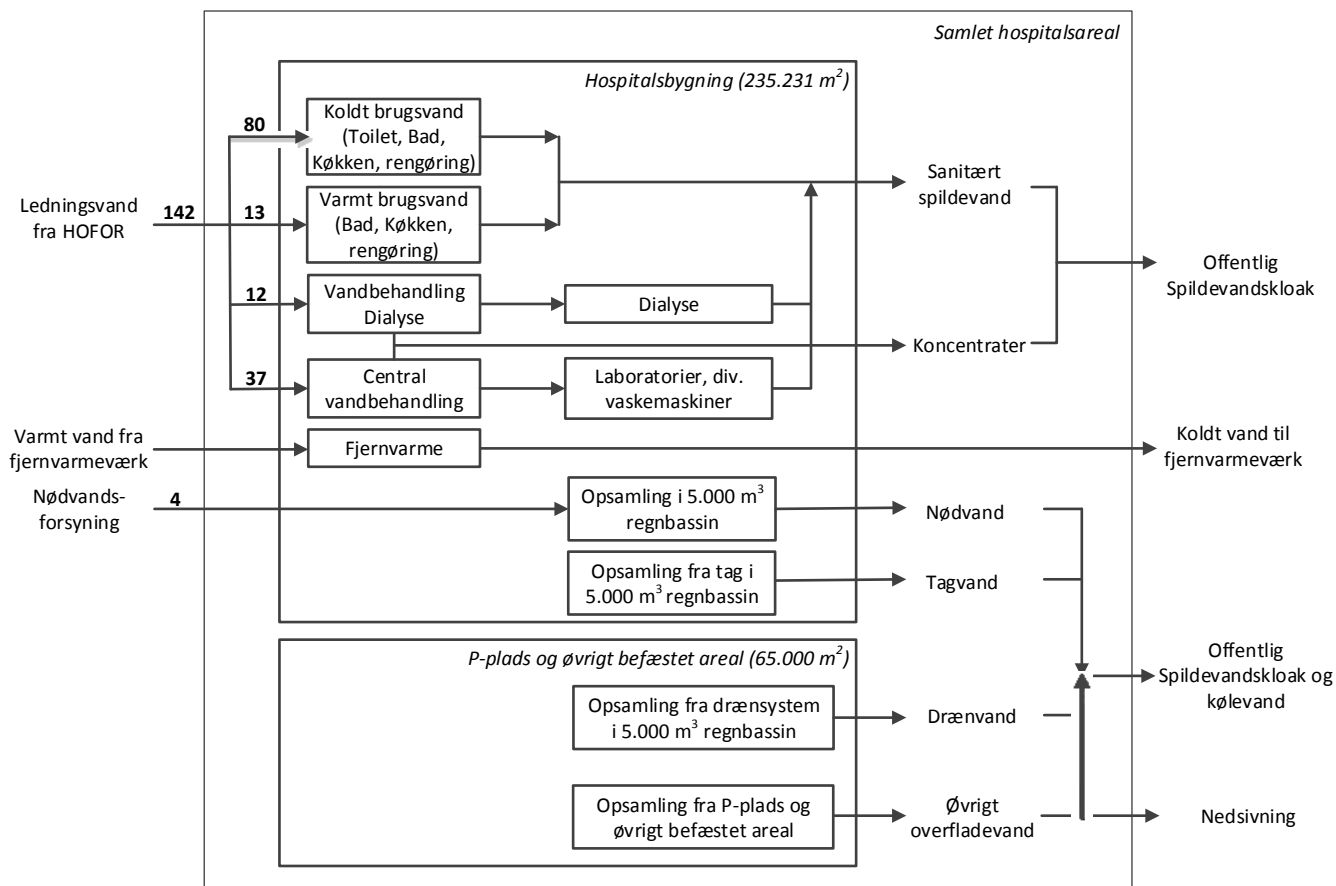 Samlet hospitalsareal
Hospitalsbygning (235.231 m²)
Ledningsvand
fra HOFOR
142
80
Koldt brugsvand
(Toilet, Bad,
Køkken, rengøring)
13
Varmt brugsvand
(Bad, Køkken,
rengøring)
12
Vandbehandling
Dialyse
Dialyse
37
Central
vandbehandling
Laboratorier, div.
vaskemaskiner
Sanitært
spildevand
Koncentrater
Offentlig
Spildevandskloak
Varmt vand fra
fjernvarmeværk
Fjernvarme
Koldt vand til
fjernvarmeværk
Nødvands-
forsyning
4
Opsamling i 5.000 m³
regnbassin
Nødvand
Opsamling fra tag i
5.000 m³ regnbassin
Tagvand
P-plads og øvrigt befæstet areal (65.000 m²)
Opsamling fra drænsystem
i 5.000 m³ regnbassin
Drænvand
Offentlig
Spildevandskloak og
kølevand
Opsamling fra P-plads og
øvrigt befæstet areal
Øvrigt
overfladevand
Nedsivning